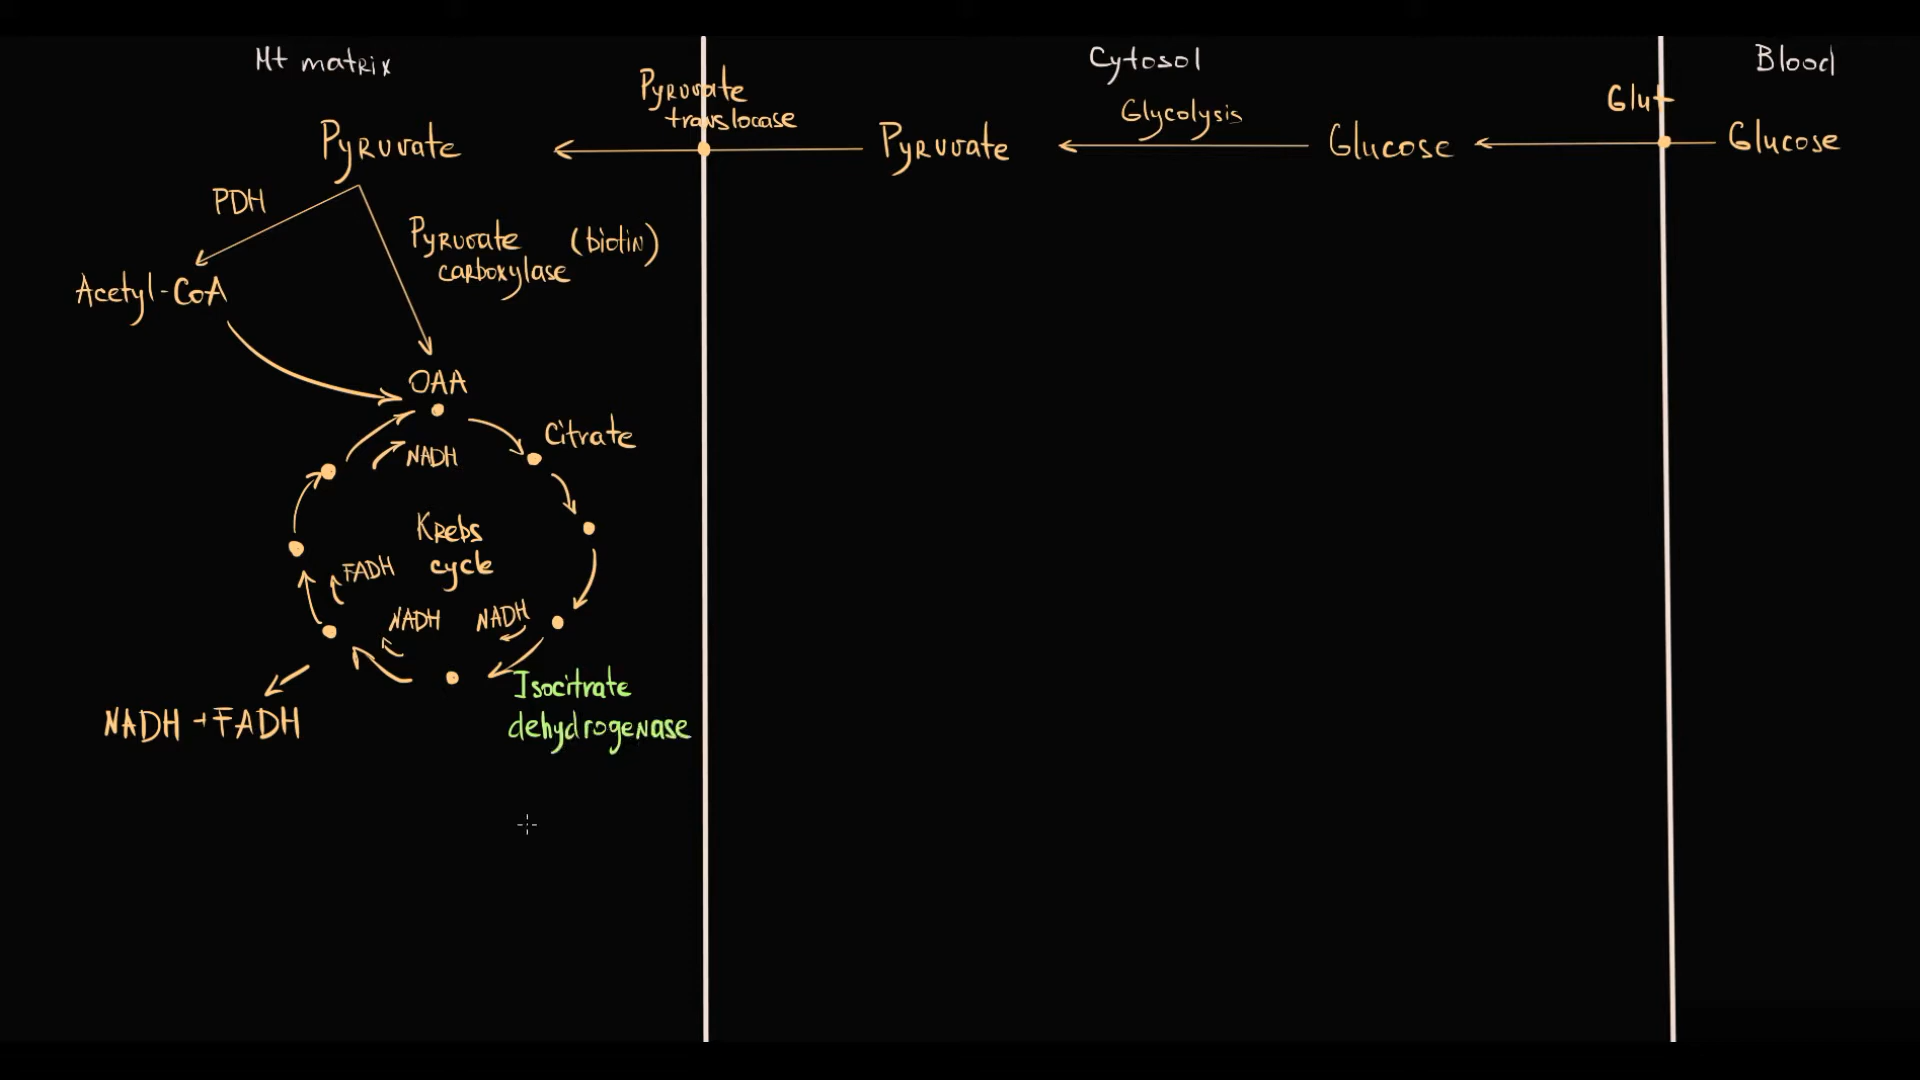 Mt matrix
Cytosol
Blood
Pyruvate
translocase
Glycolysis
Glut
Pyruvate
Pyruvate
Glucose
Glucose
PDH
Pyruvate (biotin)
carboxylase
Acetyl-CoA
OAA
Citrate
NADH
Krebs
cycle
FADH
NADH
NADH
Isocitrate
dehydrogenase
NADH + FADH